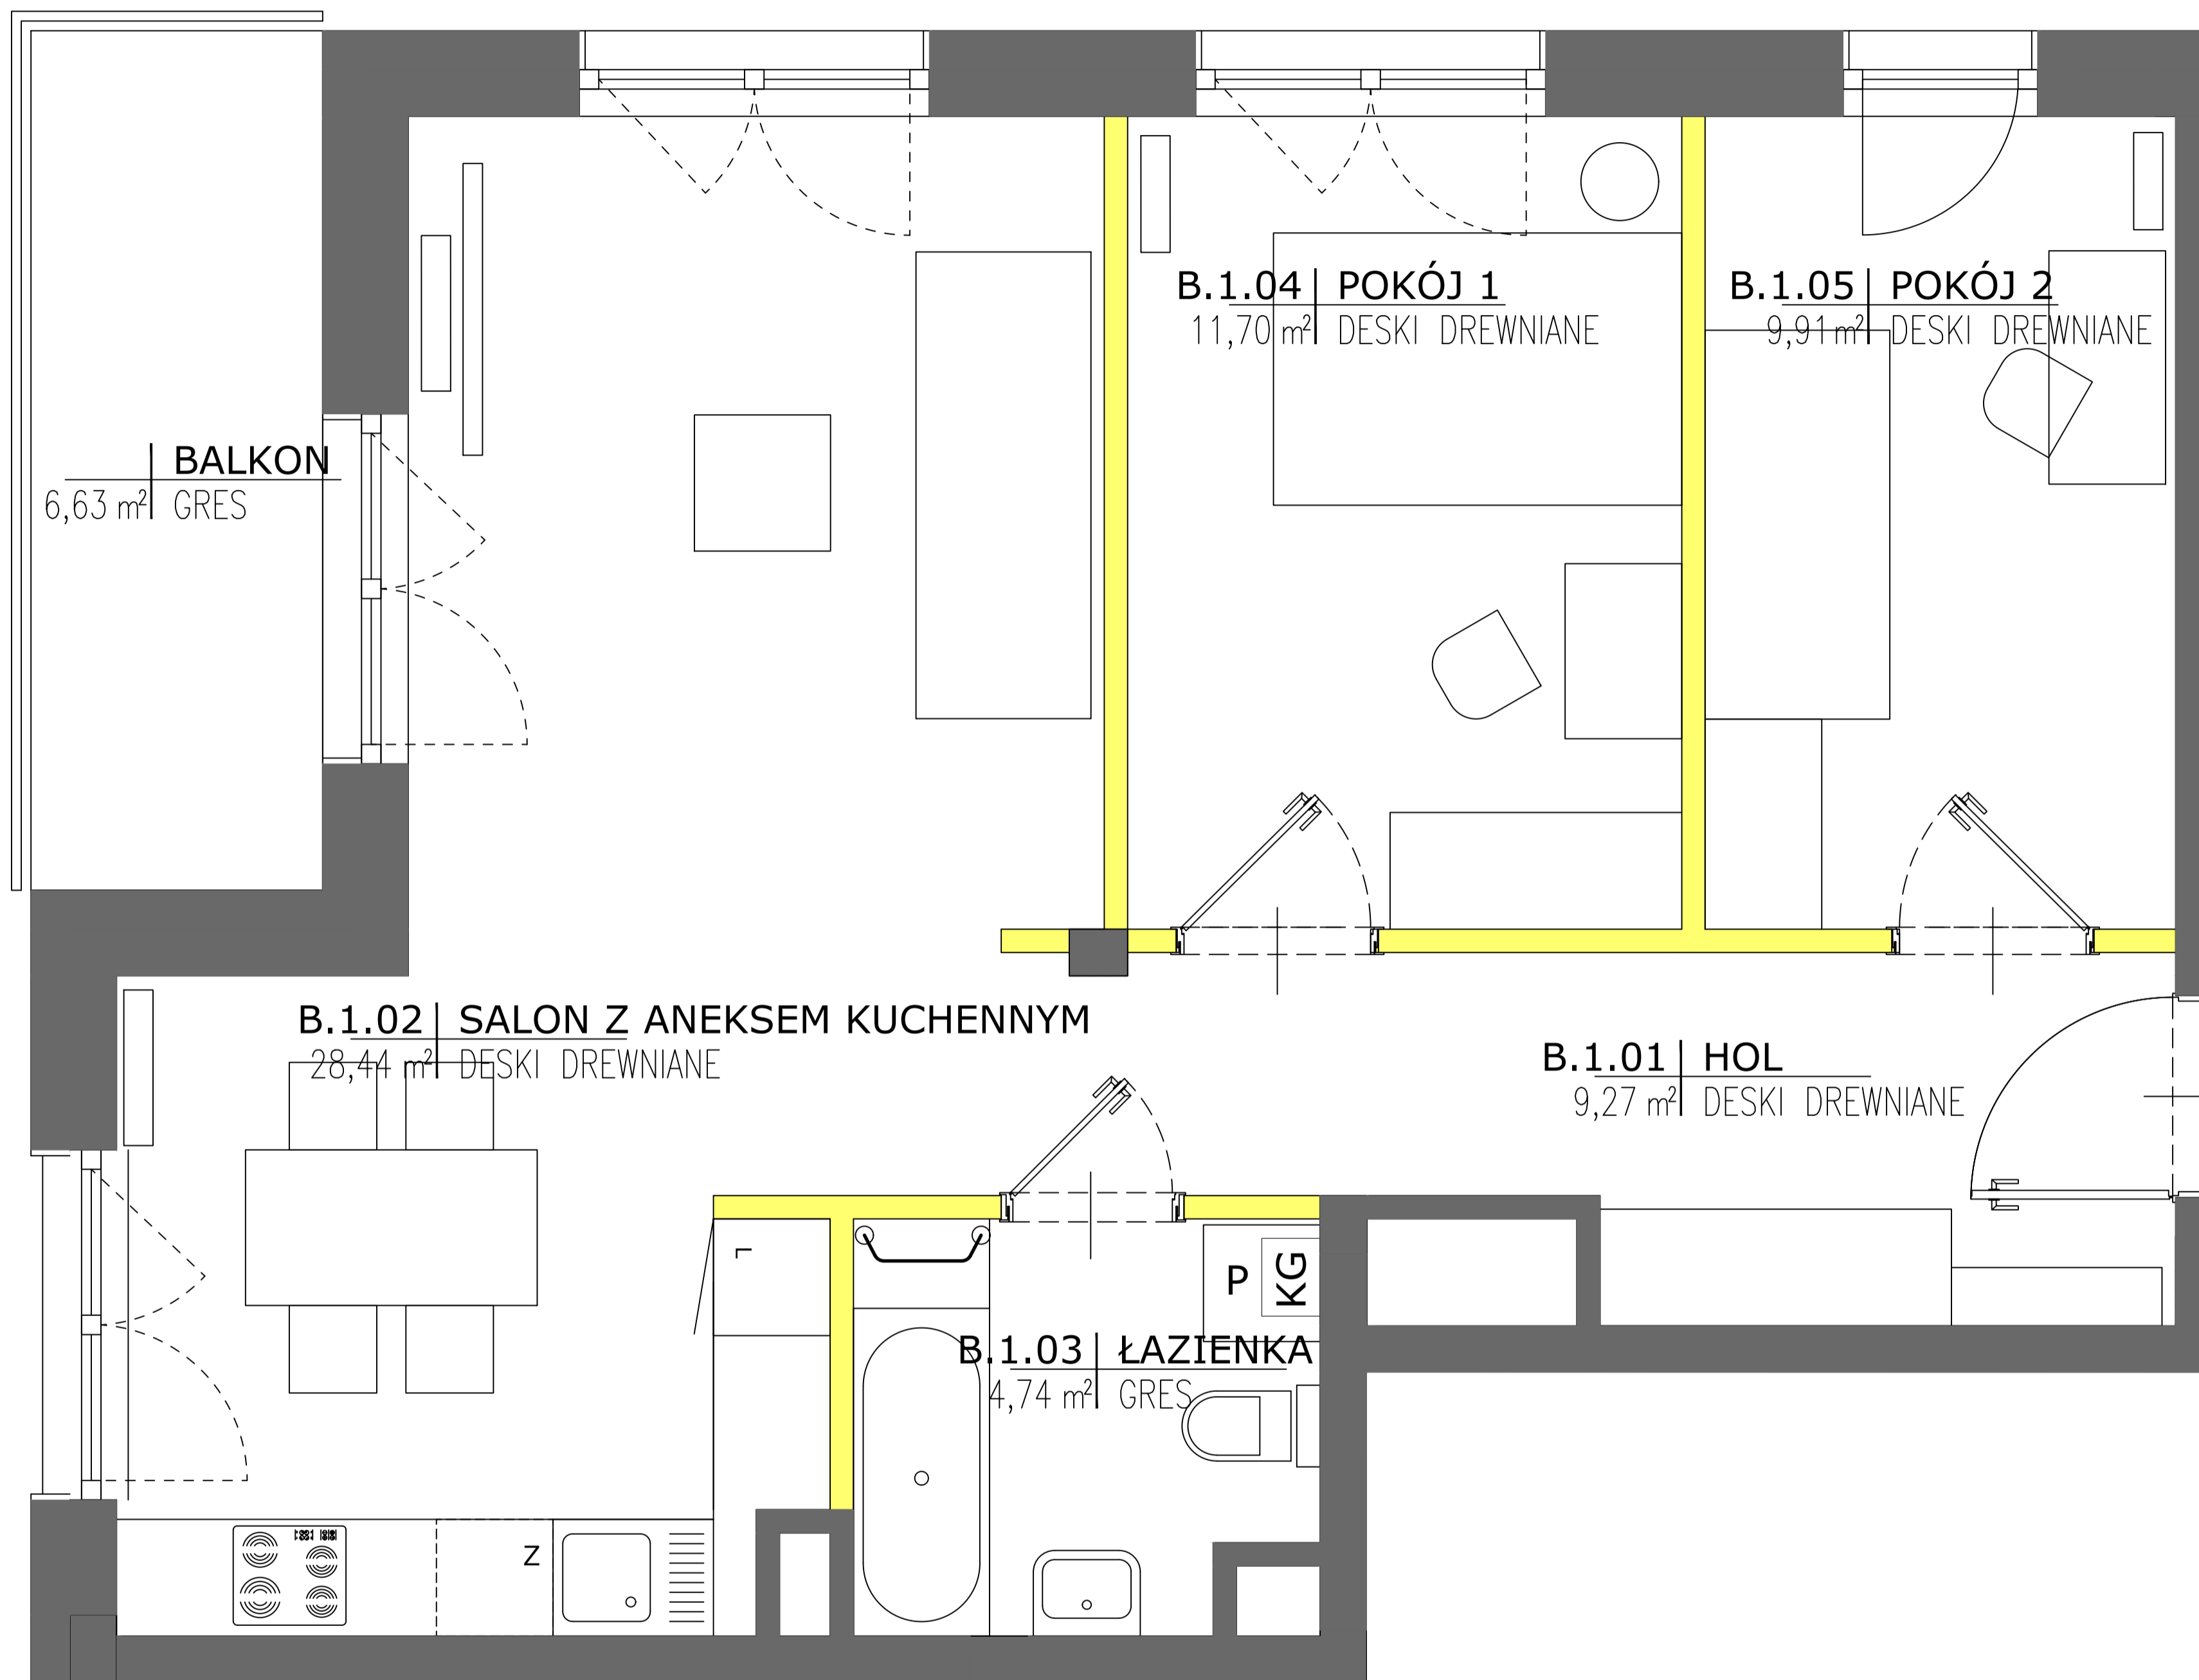 B.1.04 POKÓJ 1
11,70 m² DESKI DREWNIANE
B.1.05 POKÓJ 2
9,91 m² DESKI DREWNIANE
BALKON
6,63 m² GRES
B.1.02 SALON Z ANEKSEM KUCHENNYM
28,44 m² DESKI DREWNIANE
B.1.01 HOL
9,27 m² DESKI DREWNIANE
L
P
KG
B.1.03 ŁAZIENKA
4,74 m² GRES
Z